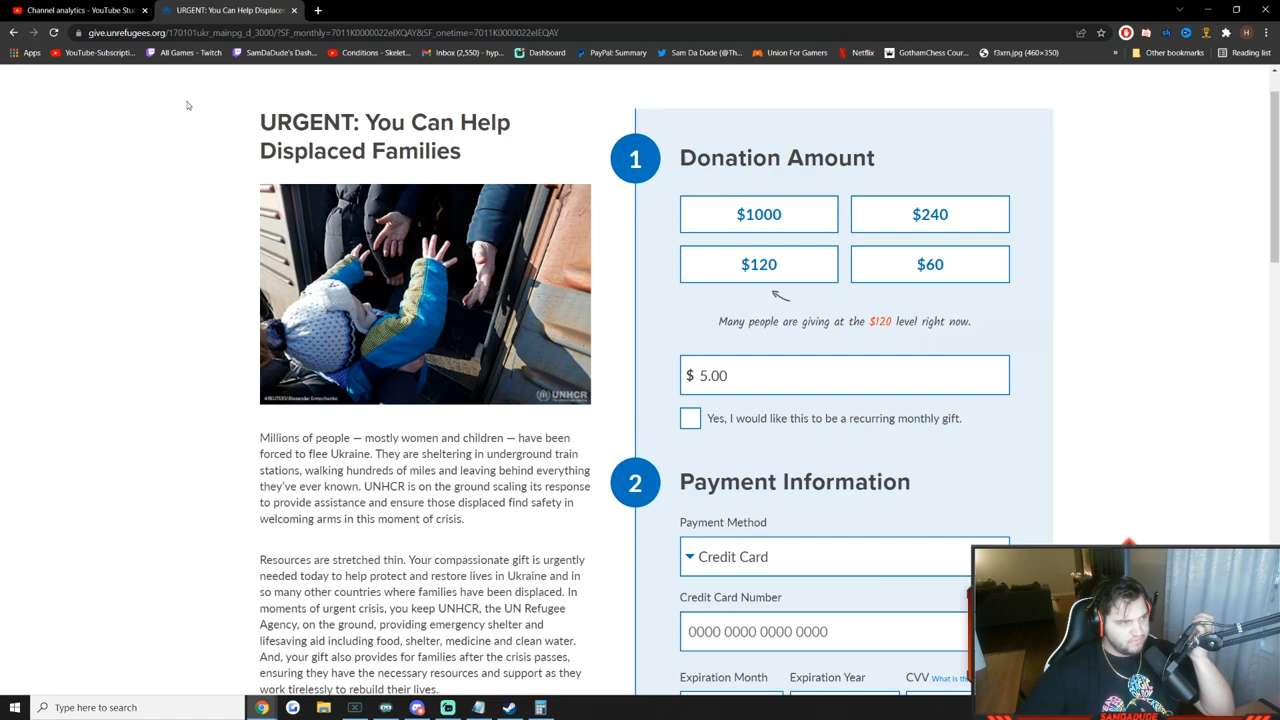 Channel analytics - YouTube Stu
URGENT: You Can Help Displace
give.unrefugees.org/170101ukr_mainpg_d_3000/?SF_monthly=7011K0000022eIXQAY&SF_onetime=7011K0000022eIEQAY
Apps
YouTube-Subscripti...
All Games - Twitch
SamDaDude's Dash...
Conditions - Skelet...
Inbox (2,550) - hyp...
Dashboard
PayPal: Summary
Sam Da Dude (@Th...
Union For Gamers
Netflix
GothamChess Cour...
f3xrn.jpg (460×350)
»
Other bookmarks
Reading list
URGENT: You Can Help
Displaced Families
©REUTERS/Alexander Ermochenko
UNHCR
Millions of people — mostly women and children — have been
forced to flee Ukraine. They are sheltering in underground train
stations, walking hundreds of miles and leaving behind everything
they've ever known. UNHCR is on the ground scaling its response
to provide assistance and ensure those displaced find safety in
welcoming arms in this moment of crisis.
Resources are stretched thin. Your compassionate gift is urgently
needed today to help protect and restore lives in Ukraine and in
so many other countries where families have been displaced. In
moments of urgent crisis, you keep UNHCR, the UN Refugee
Agency, on the ground, providing emergency shelter and
lifesaving aid including food, shelter, medicine and clean water.
And, your gift also provides for families after the crisis passes,
ensuring they have the necessary resources and support as they
work tirelessly to rebuild their lives.
1
Donation Amount
$1000
$240
$120
$60
Many people are giving at the $120 level right now.
$ 5.00
Yes, I would like this to be a recurring monthly gift.
2
Payment Information
Payment Method
Credit Card
Credit Card Number
0000 0000 0000 0000
Expiration Month
Expiration Year
CVV What is th
SAMDADUDE
Type here to search